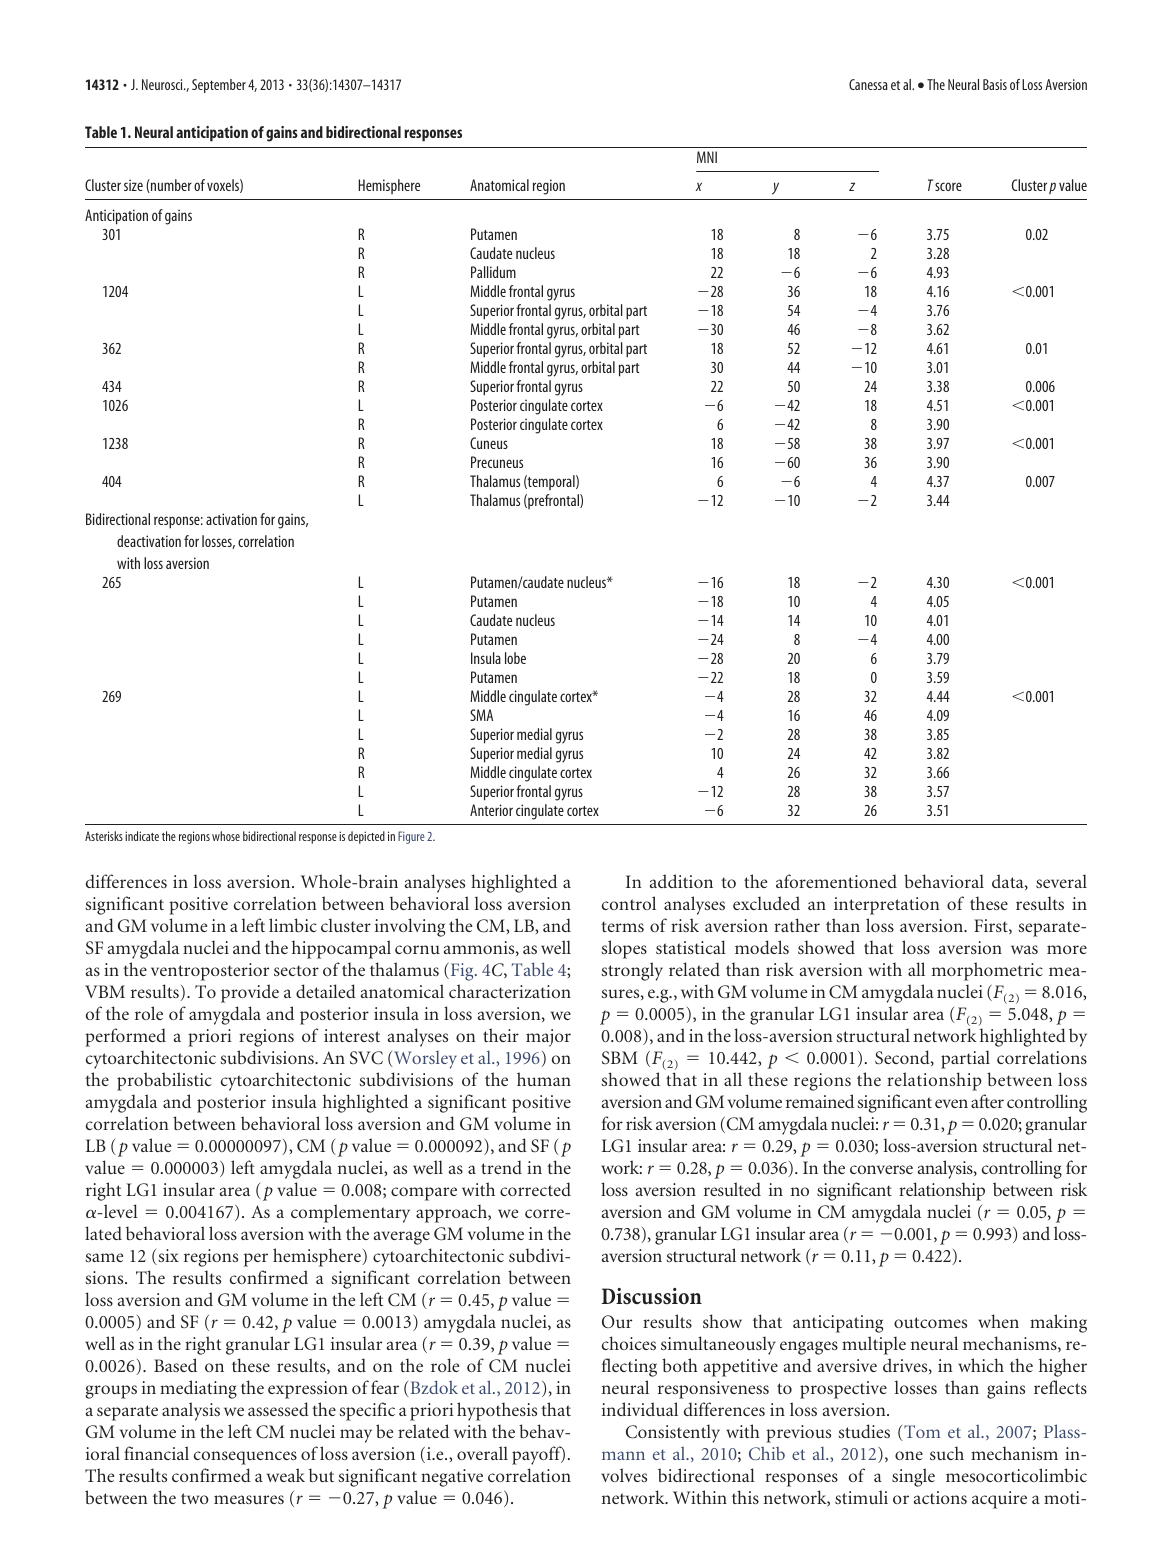 14312 • J. Neurosci., September 4, 2013 • 33(36):14307–14317 Canessa et al. • The Neural Basis of Loss Aversion
Table 1. Neural anticipation of gains and bidirectional responses
MNI
Cluster size (number of voxels) Hemisphere Anatomical region x y z T score Cluster p value
Anticipation of gains
301 R Putamen 18 8 −6 3.75 0.02
R Caudate nucleus 18 18 2 3.28
R Pallidum 22 −6 −6 4.93
1204 L Middle frontal gyrus −28 36 18 4.16 <0.001
L Superior frontal gyrus, orbital part −18 54 −4 3.76
L Middle frontal gyrus, orbital part −30 46 −8 3.62
362 R Superior frontal gyrus, orbital part 18 52 −12 4.61 0.01
R Middle frontal gyrus, orbital part 30 44 −10 3.01
434 R Superior frontal gyrus 22 50 24 3.38 0.006
1026 L Posterior cingulate cortex −6 −42 18 4.51 <0.001
R Posterior cingulate cortex 6 −42 8 3.90
1238 R Cuneus 18 −58 38 3.97 <0.001
R Precuneus 16 −60 36 3.90
404 R Thalamus (temporal) 6 −6 4 4.37 0.007
L Thalamus (prefrontal) −12 −10 −2 3.44
Bidirectional response: activation for gains,
deactivation for losses, correlation
with loss aversion
265 L Putamen/caudate nucleus* −16 18 −2 4.30 <0.001
L Putamen −18 10 4 4.05
L Caudate nucleus −14 14 10 4.01
L Putamen −24 8 −4 4.00
L Insula lobe −28 20 6 3.79
L Putamen −22 18 0 3.59
269 L Middle cingulate cortex* −4 28 32 4.44 <0.001
L SMA −4 16 46 4.09
L Superior medial gyrus −2 28 38 3.85
R Superior medial gyrus 10 24 42 3.82
R Middle cingulate cortex 4 26 32 3.66
L Superior frontal gyrus −12 28 38 3.57
L Anterior cingulate cortex −6 32 26 3.51
Asterisks indicate the regions whose bidirectional response is depicted in Figure 2.
differences in loss aversion. Whole-brain analyses highlighted a
significant positive correlation between behavioral loss aversion
and GM volume in a left limbic cluster involving the CM, LB, and
SF amygdala nuclei and the hippocampal cornu ammonis, as well
as in the ventroposterior sector of the thalamus (Fig. 4C, Table 4;
VBM results). To provide a detailed anatomical characterization
of the role of amygdala and posterior insula in loss aversion, we
performed a priori regions of interest analyses on their major
cytoarchitectonic subdivisions. An SVC (Worsley et al., 1996) on
the probabilistic cytoarchitectonic subdivisions of the human
amygdala and posterior insula highlighted a significant positive
correlation between behavioral loss aversion and GM volume in
LB (p value = 0.00000097), CM (p value = 0.000092), and SF (p
value = 0.000003) left amygdala nuclei, as well as a trend in the
right LG1 insular area (p value = 0.008; compare with corrected
α-level = 0.004167). As a complementary approach, we corre-
lated behavioral loss aversion with the average GM volume in the
same 12 (six regions per hemisphere) cytoarchitectonic subdivi-
sions. The results confirmed a significant correlation between
loss aversion and GM volume in the left CM (r = 0.45, p value =
0.0005) and SF (r = 0.42, p value = 0.0013) amygdala nuclei, as
well as in the right granular LG1 insular area (r = 0.39, p value =
0.0026). Based on these results, and on the role of CM nuclei
groups in mediating the expression of fear (Bzdok et al., 2012), in
a separate analysis we assessed the specific a priori hypothesis that
GM volume in the left CM nuclei may be related with the behav-
ioral financial consequences of loss aversion (i.e., overall payoff).
The results confirmed a weak but significant negative correlation
between the two measures (r = −0.27, p value = 0.046).
In addition to the aforementioned behavioral data, several
control analyses excluded an interpretation of these results in
terms of risk aversion rather than loss aversion. First, separate-
slopes statistical models showed that loss aversion was more
strongly related than risk aversion with all morphometric mea-
sures, e.g., with GM volume in CM amygdala nuclei (F(2) = 8.016,
p = 0.0005), in the granular LG1 insular area (F(2) = 5.048, p =
0.008), and in the loss-aversion structural network highlighted by
SBM (F(2) = 10.442, p < 0.0001). Second, partial correlations
showed that in all these regions the relationship between loss
aversion and GM volume remained significant even after controlling
for risk aversion (CM amygdala nuclei: r = 0.31, p = 0.020; granular
LG1 insular area: r = 0.29, p = 0.030; loss-aversion structural net-
work: r = 0.28, p = 0.036). In the converse analysis, controlling for
loss aversion resulted in no significant relationship between risk
aversion and GM volume in CM amygdala nuclei (r = 0.05, p =
0.738), granular LG1 insular area (r = −0.001, p = 0.993) and loss-
aversion structural network (r = 0.11, p = 0.422).
Discussion
Our results show that anticipating outcomes when making
choices simultaneously engages multiple neural mechanisms, re-
flecting both appetitive and aversive drives, in which the higher
neural responsiveness to prospective losses than gains reflects
individual differences in loss aversion.
Consistently with previous studies (Tom et al., 2007; Plass-
mann et al., 2010; Chib et al., 2012), one such mechanism in-
volves bidirectional responses of a single mesocorticolimbic
network. Within this network, stimuli or actions acquire a moti-